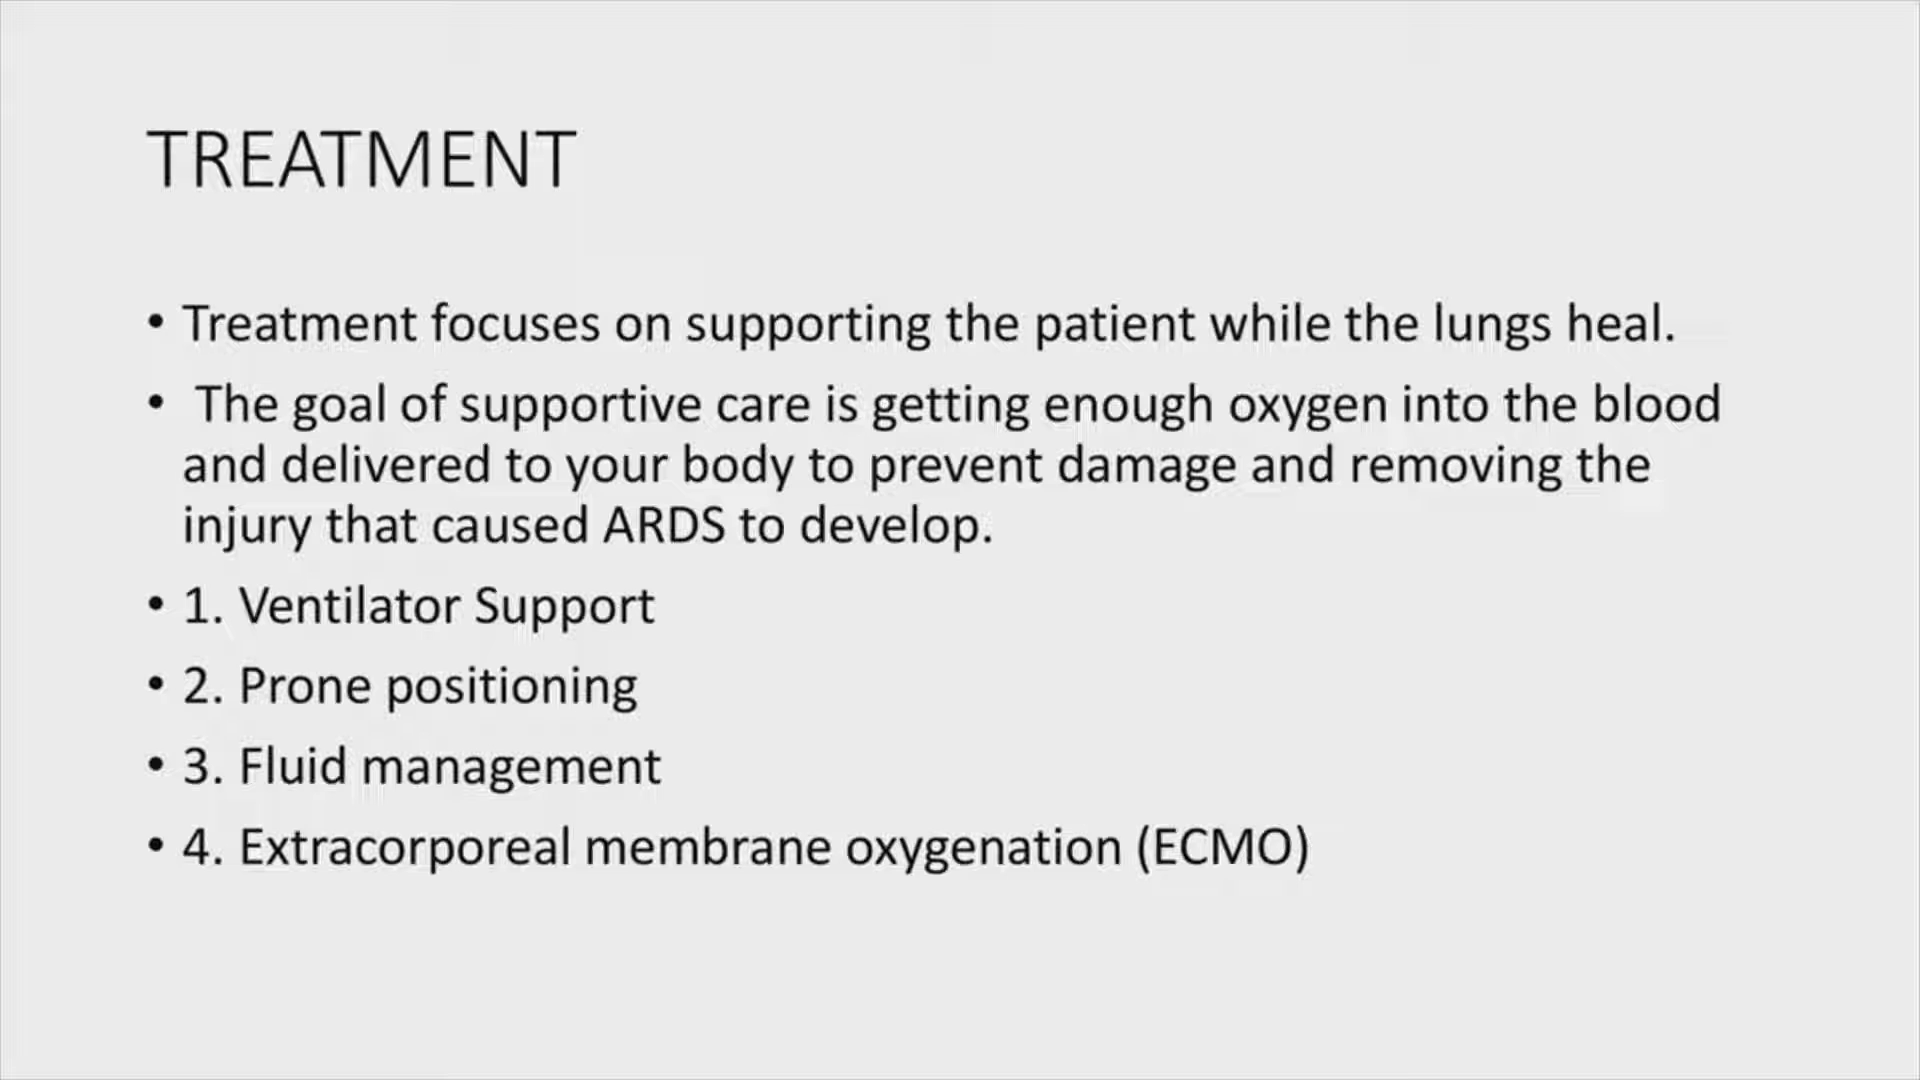 TREATMENT
• Treatment focuses on supporting the patient while the lungs heal.
• The goal of supportive care is getting enough oxygen into the blood
and delivered to your body to prevent damage and removing the
injury that caused ARDS to develop.
• 1. Ventilator Support
• 2. Prone positioning
• 3. Fluid management
• 4. Extracorporeal membrane oxygenation (ECMO)